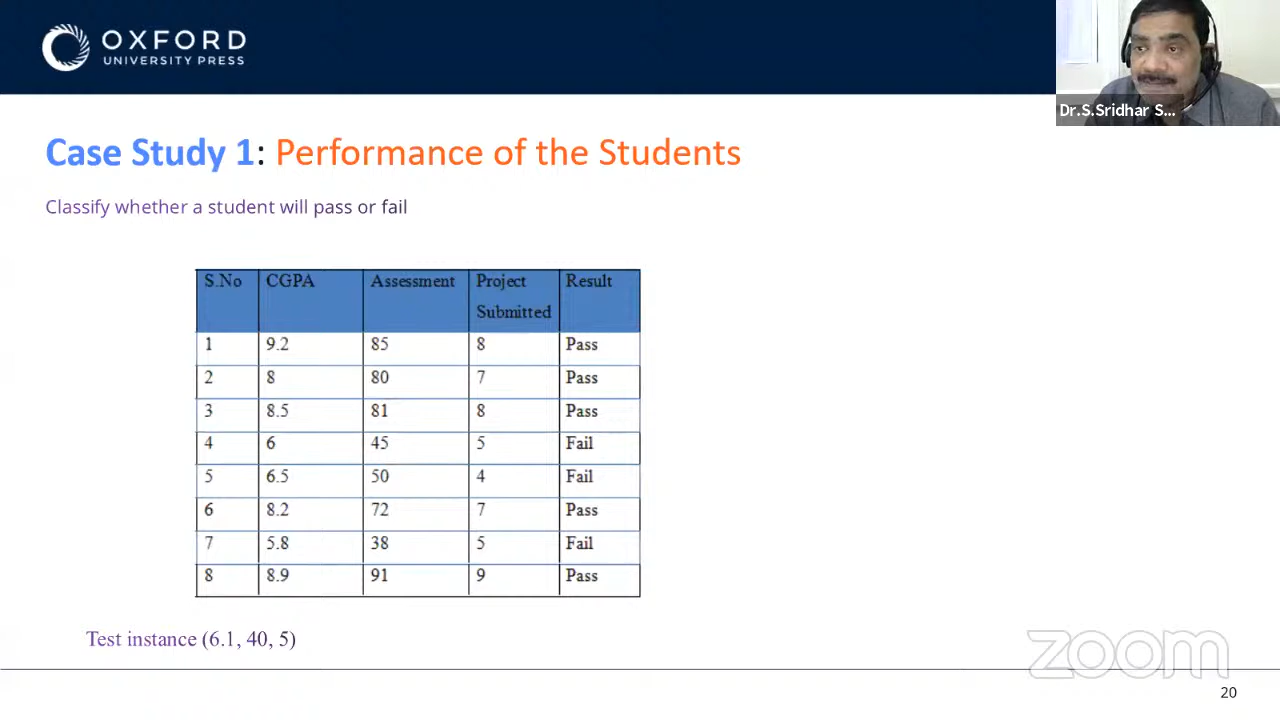 OXFORD
UNIVERSITY PRESS
Dr.S.Sridhar S...
Case Study 1: Performance of the Students
Classify whether a student will pass or fail
S.No CGPA Assessment Project Submitted Result
1 9.2 85 8 Pass
2 8 80 7 Pass
3 8.5 81 8 Pass
4 6 45 5 Fail
5 6.5 50 4 Fail
6 8.2 72 7 Pass
7 5.8 38 5 Fail
8 8.9 91 9 Pass
Test instance (6.1, 40, 5)
zoom
20